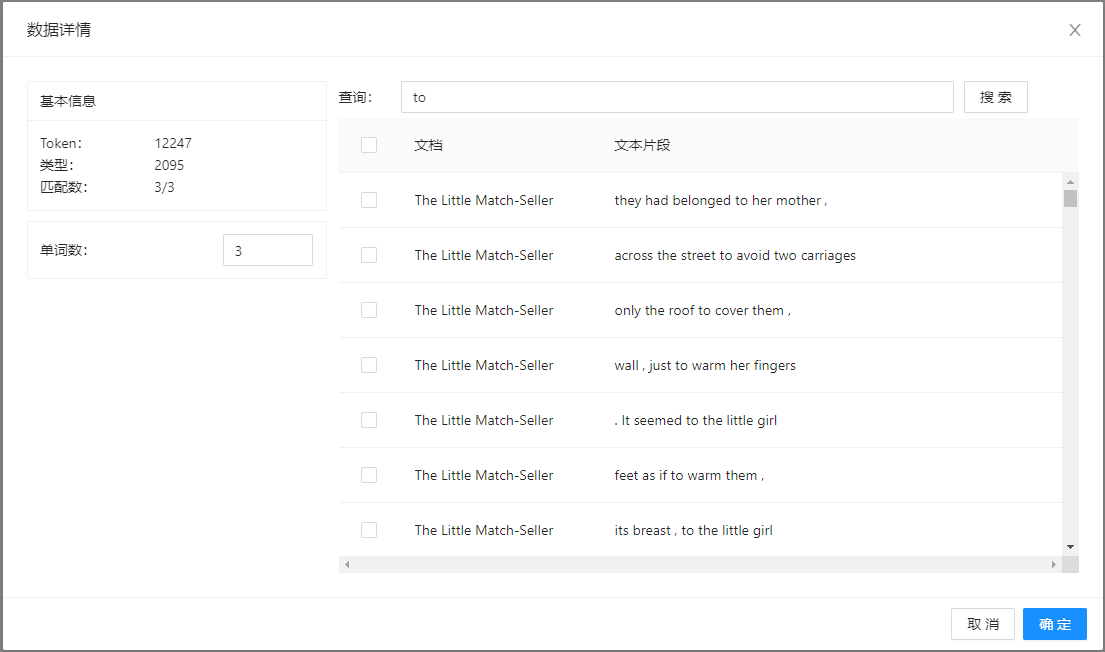 数据详情
基本信息
Token: 12247
类型: 2095
匹配数: 3/3
单词数: 3
查询: to 搜 索
文档 文本片段
The Little Match-Seller they had belonged to her mother ,
The Little Match-Seller across the street to avoid two carriages
The Little Match-Seller only the roof to cover them ,
The Little Match-Seller wall , just to warm her fingers
The Little Match-Seller . It seemed to the little girl
The Little Match-Seller feet as if to warm them ,
The Little Match-Seller its breast , to the little girl
取 消 确 定